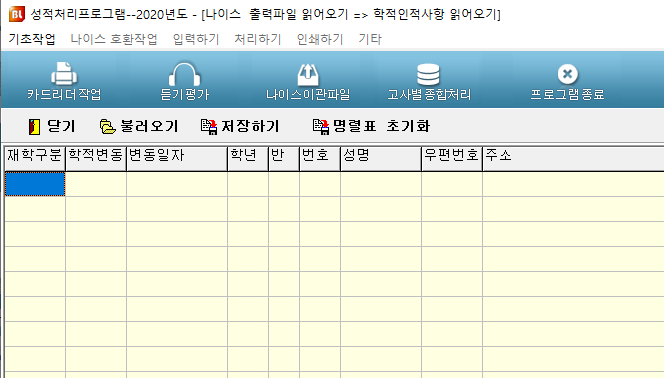 성적처리프로그램--2020년도 - [나이스 출력파일 읽어오기 => 학적인적사항 읽어오기]
기초작업 나이스 호환작업 입력하기 처리하기 인쇄하기 기타
카드리더작업 듣기평가 나이스이관파일 고사별종합처리 프로그램종료
닫기 불러오기 저장하기 명렬표 초기화
재학구분 학적변동 변동일자 학년 반 번호 성명 우편번호 주소